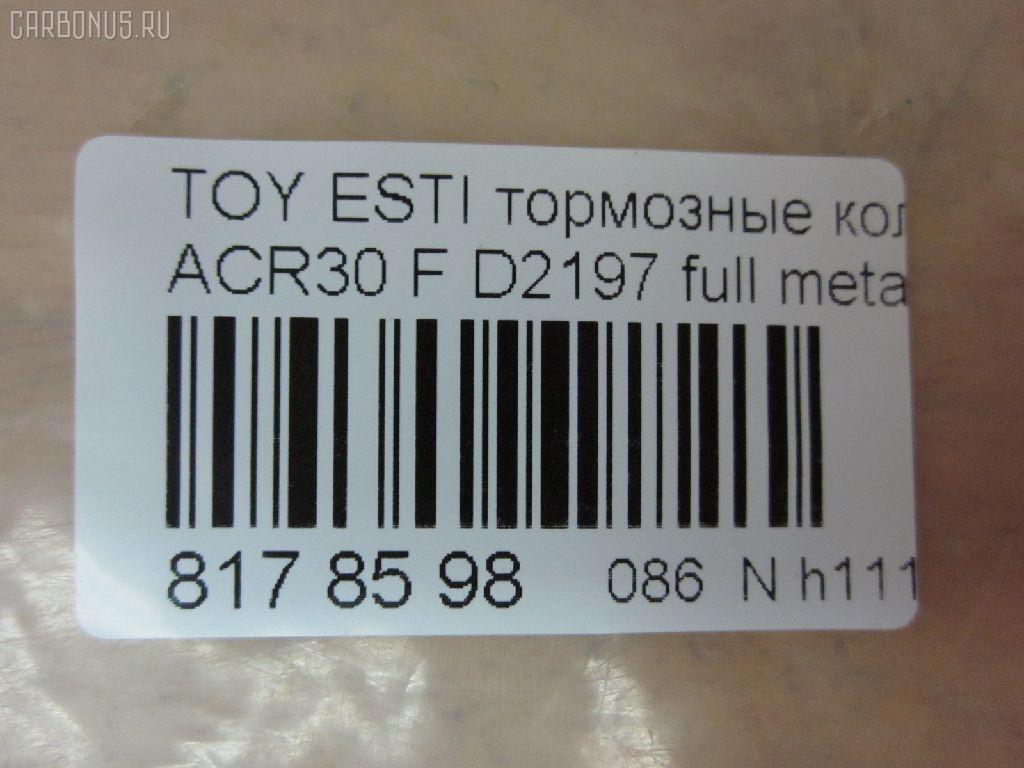 CARBONUS.RU
TOY ESTI тормозные кол
ACR30 F D2197 full meta
817 85 98 086 N h111